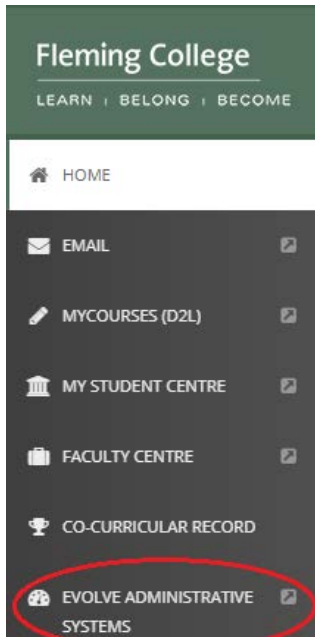 Fleming College
LEARN | BELONG | BECOME
HOME
EMAIL
MYCOURSES (D2L)
MY STUDENT CENTRE
FACULTY CENTRE
CO-CURRICULAR RECORD
EVOLVE ADMINISTRATIVE
SYSTEMS